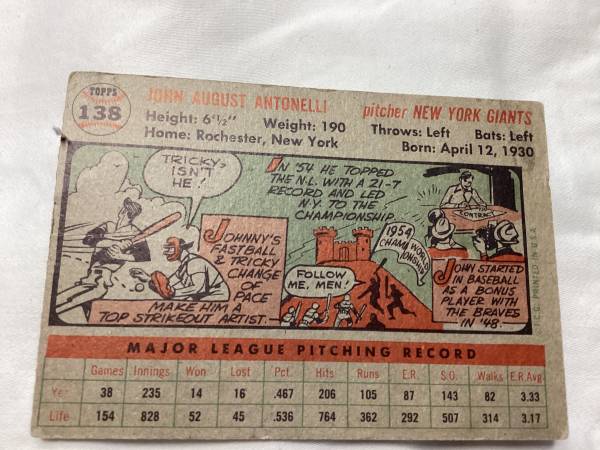 TOPPS
138
JOHN AUGUST ANTONELLI
pitcher NEW YORK GIANTS
Height: 6'½" Weight: 190
Throws: Left Bats: Left
Home: Rochester, New York
Born: April 12, 1930
TRICKY-
ISN'T
HE!
JOHNNY'S
FASTBALL
& TRICKY
CHANGE
OF
PACE
MAKE HIM A
TOP STRIKEOUT ARTIST.
IN '54 HE TOPPED
THE N.L. WITH A 21-7
RECORD AND LED
N.Y. TO THE
CHAMPIONSHIP.
FOLLOW
ME, MEN!
1954
WORLD
CHAMPIONSHIP
CONTRACT
JOHN STARTED
IN BASEBALL
AS A BONUS
PLAYER WITH
THE BRAVES
IN '48.
T.C.G. PRINTED IN U.S.A.
MAJOR LEAGUE PITCHING RECORD
Games Innings Won Lost Pct. Hits Runs E.R. S.O. Walks E.R.Avg
Year 38 235 14 16 .467 206 105 87 143 82 3.33
Life 154 828 52 45 .536 764 362 292 507 314 3.17